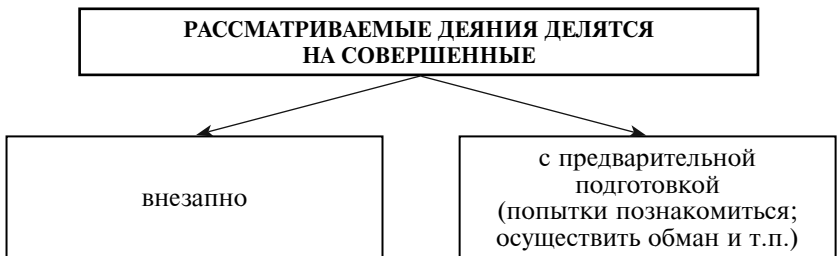 РАССМАТРИВАЕМЫЕ ДЕЯНИЯ ДЕЛЯТСЯ
НА СОВЕРШЕННЫЕ
внезапно
с предварительной
подготовкой
(попытки познакомиться;
осуществить обман и т.п.)